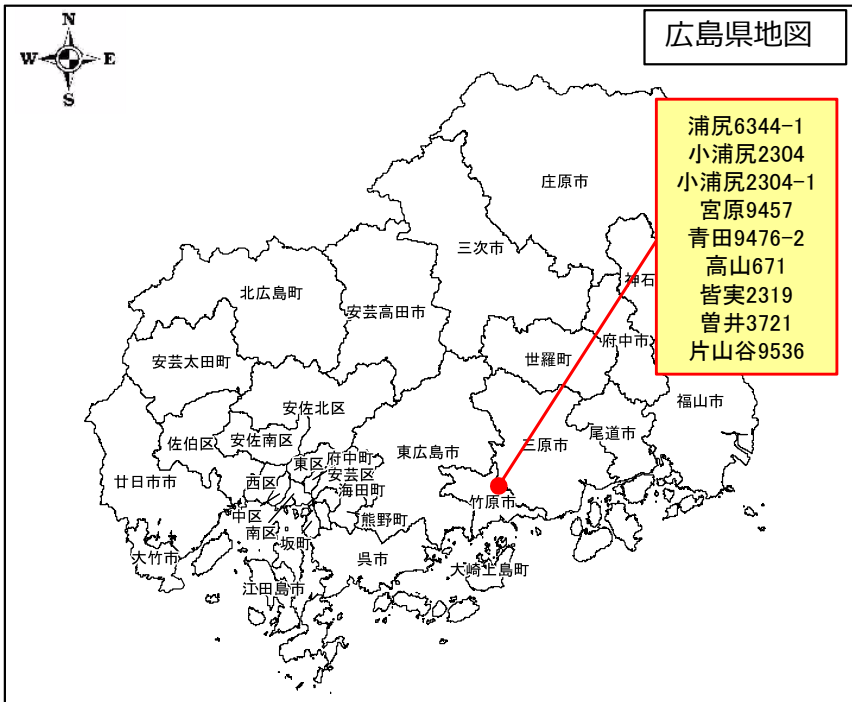 N
W
E
S
広島県地図
浦尻6344-1
小浦尻2304
小浦尻2304-1
宮原9457
青田9476-2
高山671
皆実2319
曽井3721
片山谷9536
庄原市
三次市
神石
北広島町
安芸高田市
府中市
世羅町
安芸太田町
福山市
安佐北区
尾道市
佐伯区
安佐南区
東広島市
三原市
府中町
東区
安芸区
廿日市市
西区
海田町
竹原市
中区
熊野町
南区
坂町
大竹市
呉市
大崎上島町
江田島市